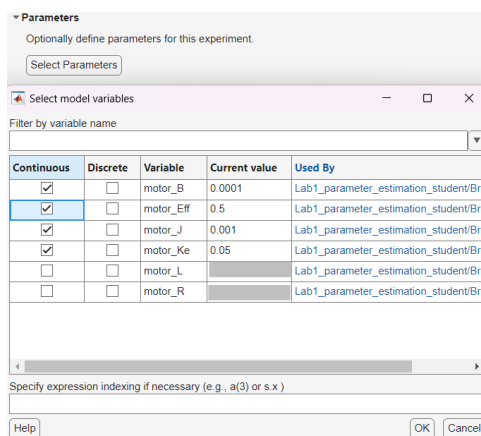 Parameters
Optionally define parameters for this experiment.
Select Parameters
Select model variables
Filter by variable name
Continuous Discrete Variable Current value Used By
motor_B 0.0001 Lab1_parameter_estimation_student/Br
motor_Eff 0.5 Lab1_parameter_estimation_student/Br
motor_J 0.001 Lab1_parameter_estimation_student/Br
motor_Ke 0.05 Lab1_parameter_estimation_student/Br
motor_L Lab1_parameter_estimation_student/Br
motor_R Lab1_parameter_estimation_student/Br
Specify expression indexing if necessary (e.g., a(3) or s.x )
Help OK Cancel